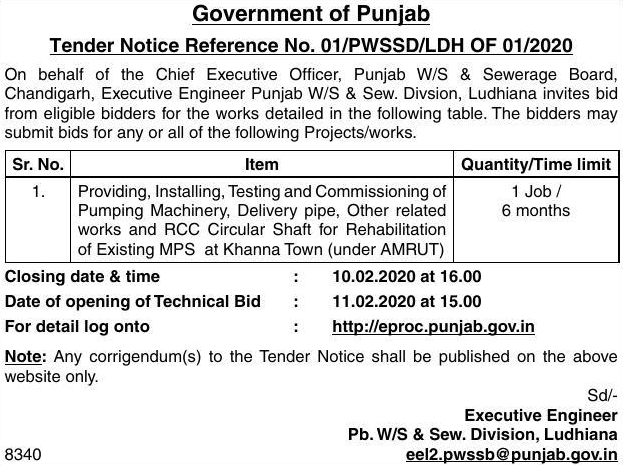 Government of Punjab
Tender Notice Reference No. 01/PWSSD/LDH OF 01/2020
On behalf of the Chief Executive Officer, Punjab W/S & Sewerage Board,
Chandigarh, Executive Engineer Punjab W/S & Sew. Divsion, Ludhiana invites bid
from eligible bidders for the works detailed in the following table. The bidders may
submit bids for any or all of the following Projects/works.
Sr. No. Item Quantity/Time limit
1. Providing, Installing, Testing and Commissioning of 1 Job /
Pumping Machinery, Delivery pipe, Other related 6 months
works and RCC Circular Shaft for Rehabilitation
of Existing MPS at Khanna Town (under AMRUT)
Closing date & time : 10.02.2020 at 16.00
Date of opening of Technical Bid : 11.02.2020 at 15.00
For detail log onto : http://eproc.punjab.gov.in
Note: Any corrigendum(s) to the Tender Notice shall be published on the above
website only.
Sd/-
Executive Engineer
Pb. W/S & Sew. Division, Ludhiana
8340 eel2.pwssb@punjab.gov.in